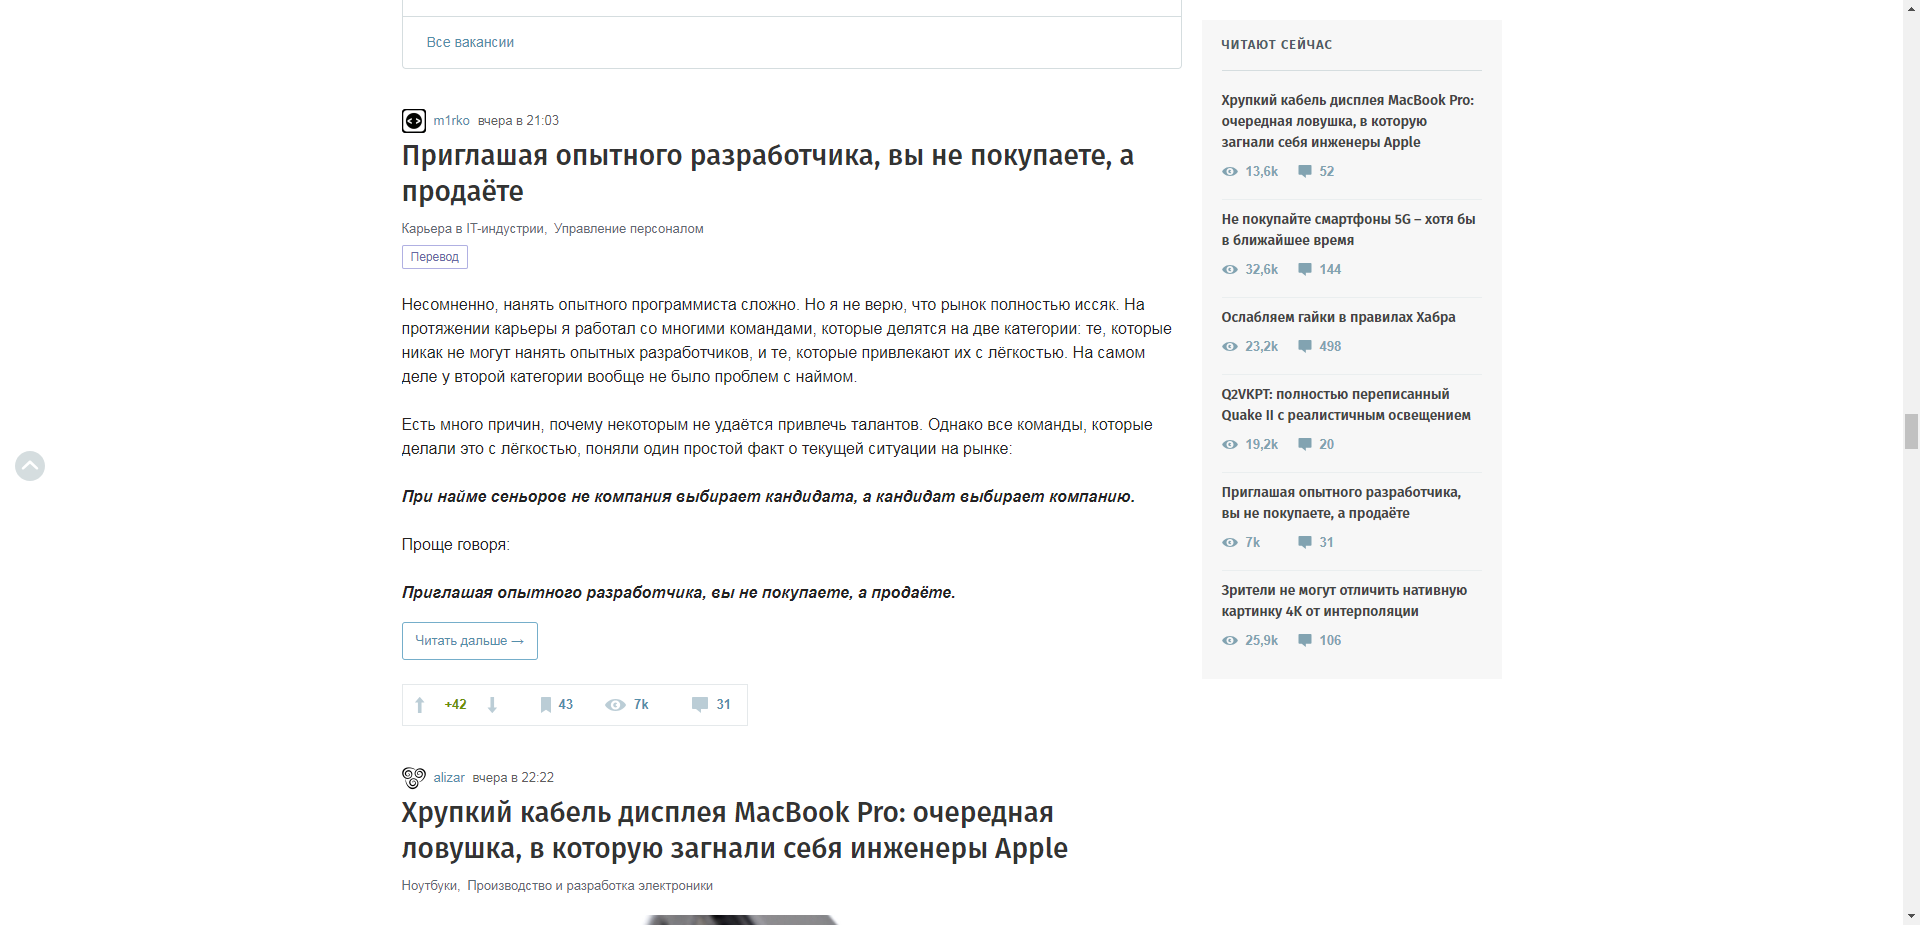 Все вакансии
m1rko вчера в 21:03
Приглашая опытного разработчика, вы не покупаете, а
продаёте
Карьера в IT-индустрии, Управление персоналом
Перевод
Несомненно, нанять опытного программиста сложно. Но я не верю, что рынок полностью иссяк. На
протяжении карьеры я работал со многими командами, которые делятся на две категории: те, которые
никак не могут нанять опытных разработчиков, и те, которые привлекают их с лёгкостью. На самом
деле у второй категории вообще не было проблем с наймом.
Есть много причин, почему некоторым не удаётся привлечь талантов. Однако все команды, которые
делали это с лёгкостью, поняли один простой факт о текущей ситуации на рынке:
При найме сеньоров не компания выбирает кандидата, а кандидат выбирает компанию.
Проще говоря:
Приглашая опытного разработчика, вы не покупаете, а продаёте.
Читать дальше →
+42 43 7k 31
alizar вчера в 22:22
Хрупкий кабель дисплея MacBook Pro: очередная
ловушка, в которую загнали себя инженеры Apple
Ноутбуки, Производство и разработка электроники
ЧИТАЮТ СЕЙЧАС
Хрупкий кабель дисплея MacBook Pro:
очередная ловушка, в которую
загнали себя инженеры Apple
13,6k 52
Не покупайте смартфоны 5G – хотя бы
в ближайшее время
32,6k 144
Ослабляем гайки в правилах Хабра
23,2k 498
Q2VKPT: полностью переписанный
Quake II с реалистичным освещением
19,2k 20
Приглашая опытного разработчика,
вы не покупаете, а продаёте
7k 31
Зрители не могут отличить нативную
картинку 4K от интерполяции
25,9k 106